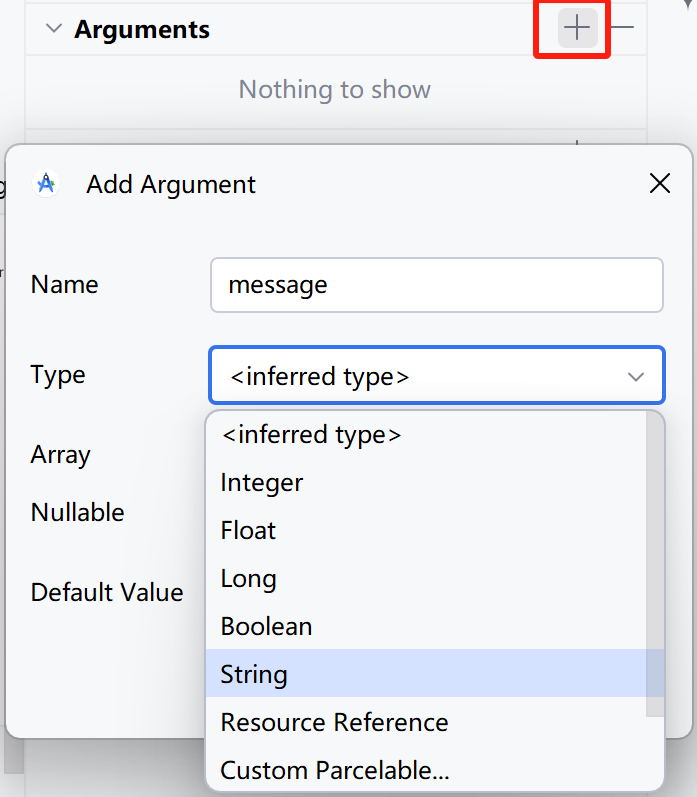 Arguments
Nothing to show
Add Argument
Name
message
Type
<inferred type>
<inferred type>
Array
Integer
Nullable
Float
Long
Default Value
Boolean
String
Resource Reference
Custom Parcelable...